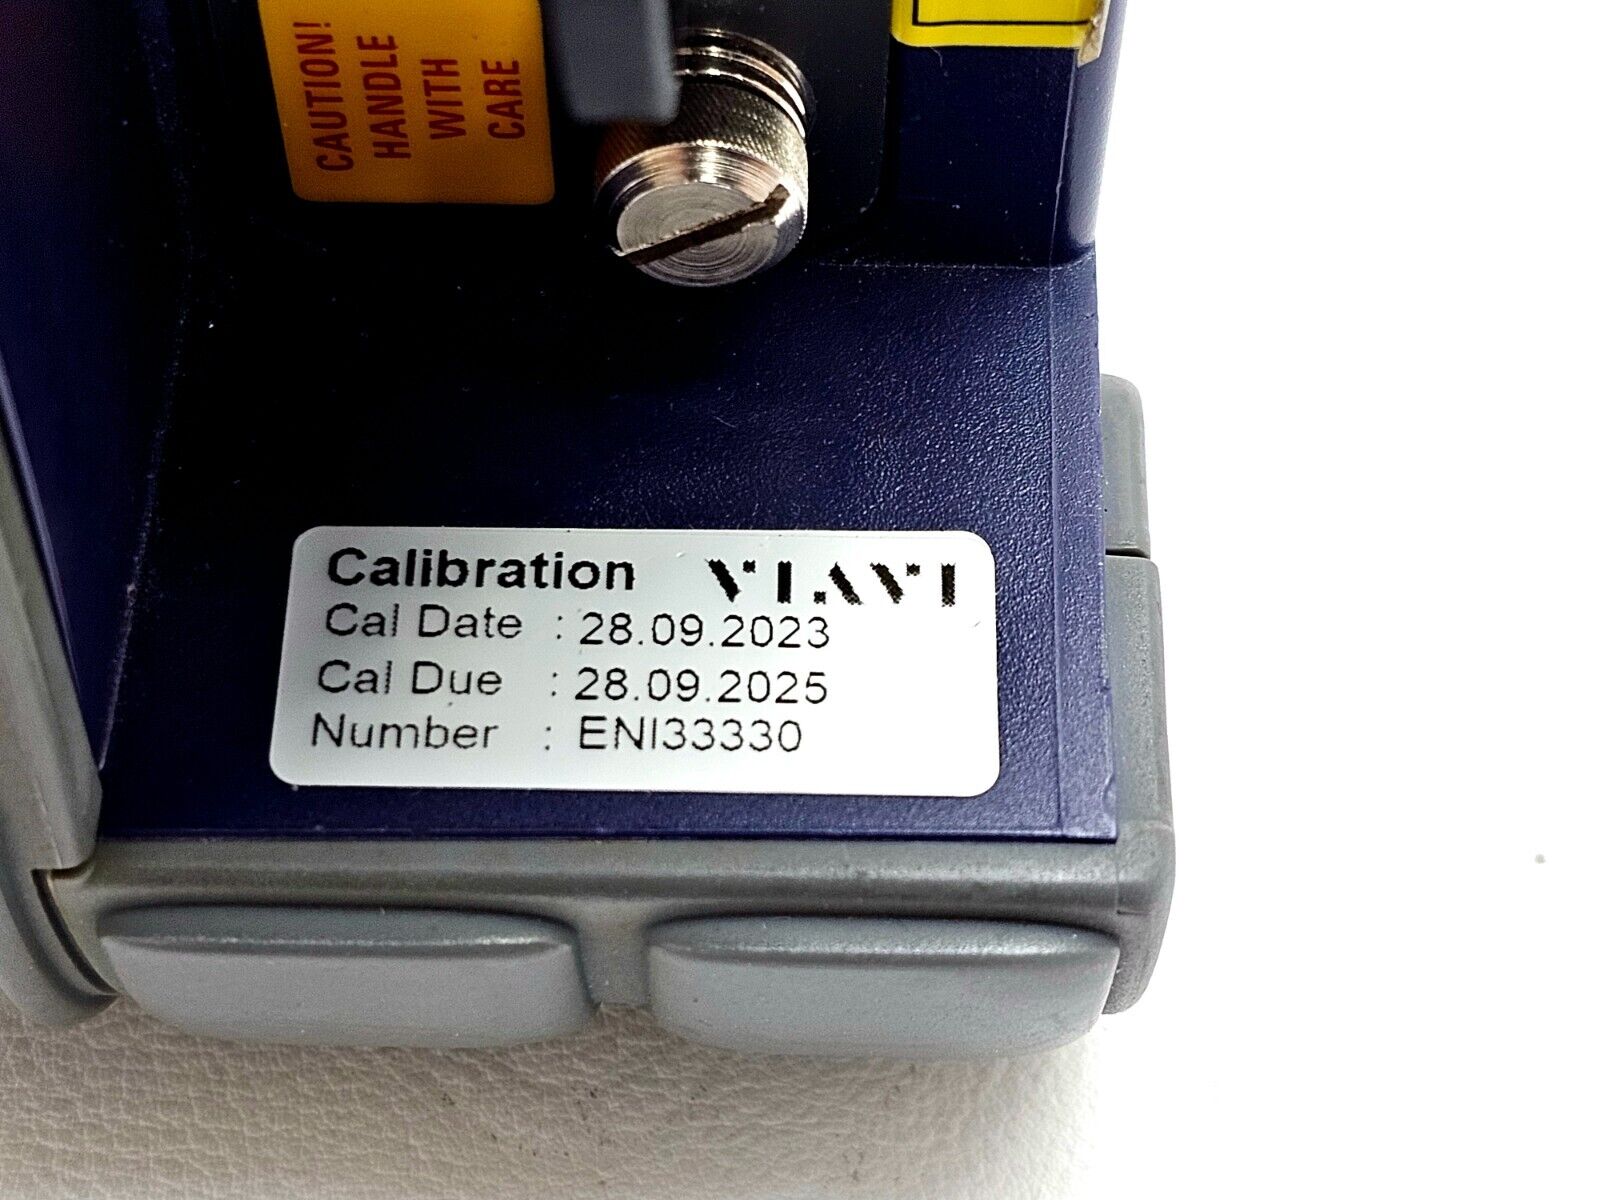 CAUTION!
HANDLE
WITH
CARE
Calibration VIAVI
Cal Date : 28.09.2023
Cal Due : 28.09.2025
Number : ENI33330